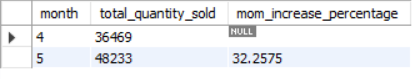 month total_quantity_sold mom_increase_percentage
4 36469 NULL
5 48233 32.2575